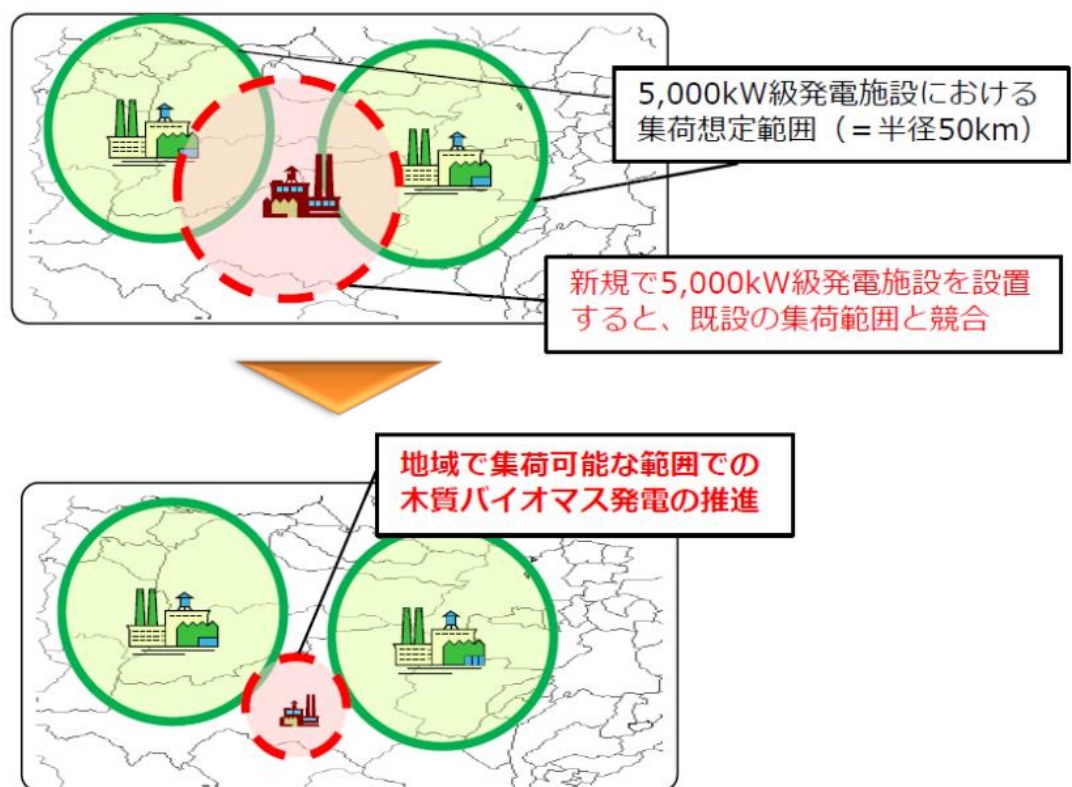 5,000kW級発電施設における
集荷想定範囲（＝半径50km）
新規で5,000kW級発電施設を設置
すると、既設の集荷範囲と競合
地域で集荷可能な範囲での
木質バイオマス発電の推進